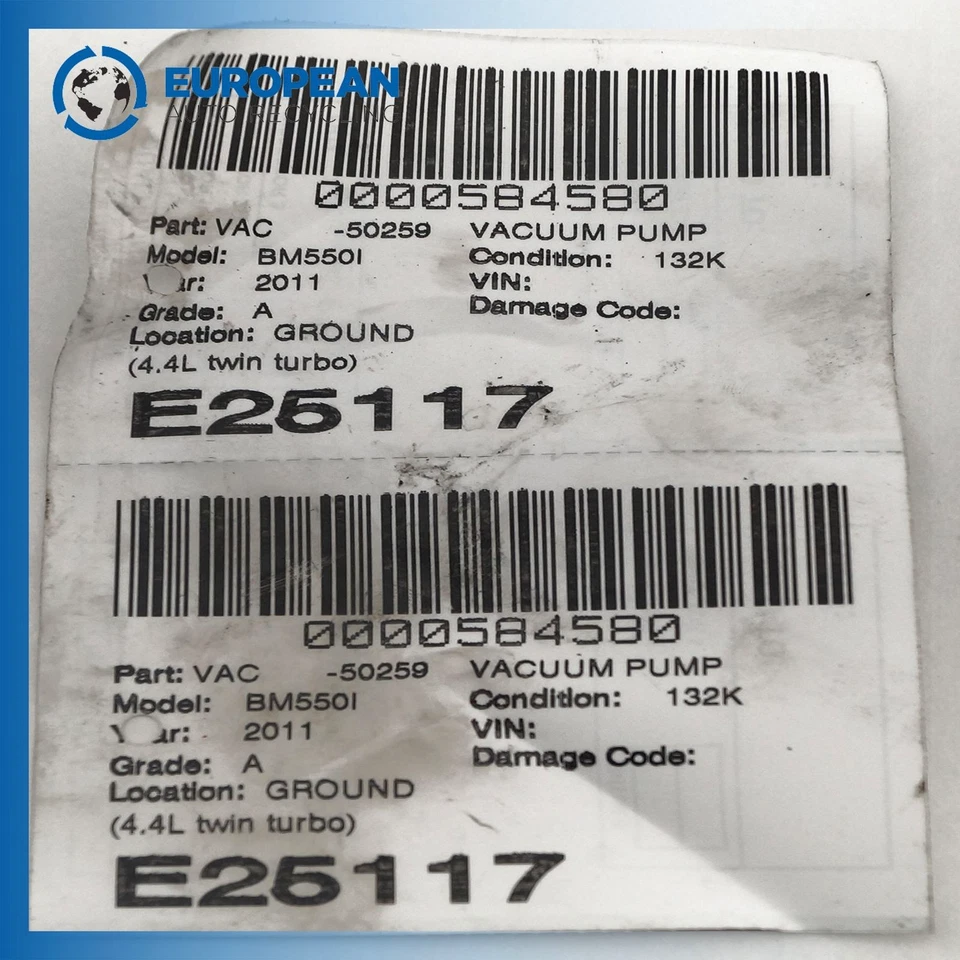 EUROPEAN
AUTO RECYCLING
0000584580
Part: VAC -50259 VACUUM PUMP
Model: BM550I Condition: 132K
ar: 2011 VIN:
Grade: A Damage Code:
Location: GROUND
(4.4L twin turbo)
E25117
0000584580
Part: VAC -50259 VACUUM PUMP
Model: BM550I Condition: 132K
ar: 2011 VIN:
Grade: A Damage Code:
Location: GROUND
(4.4L twin turbo)
E25117